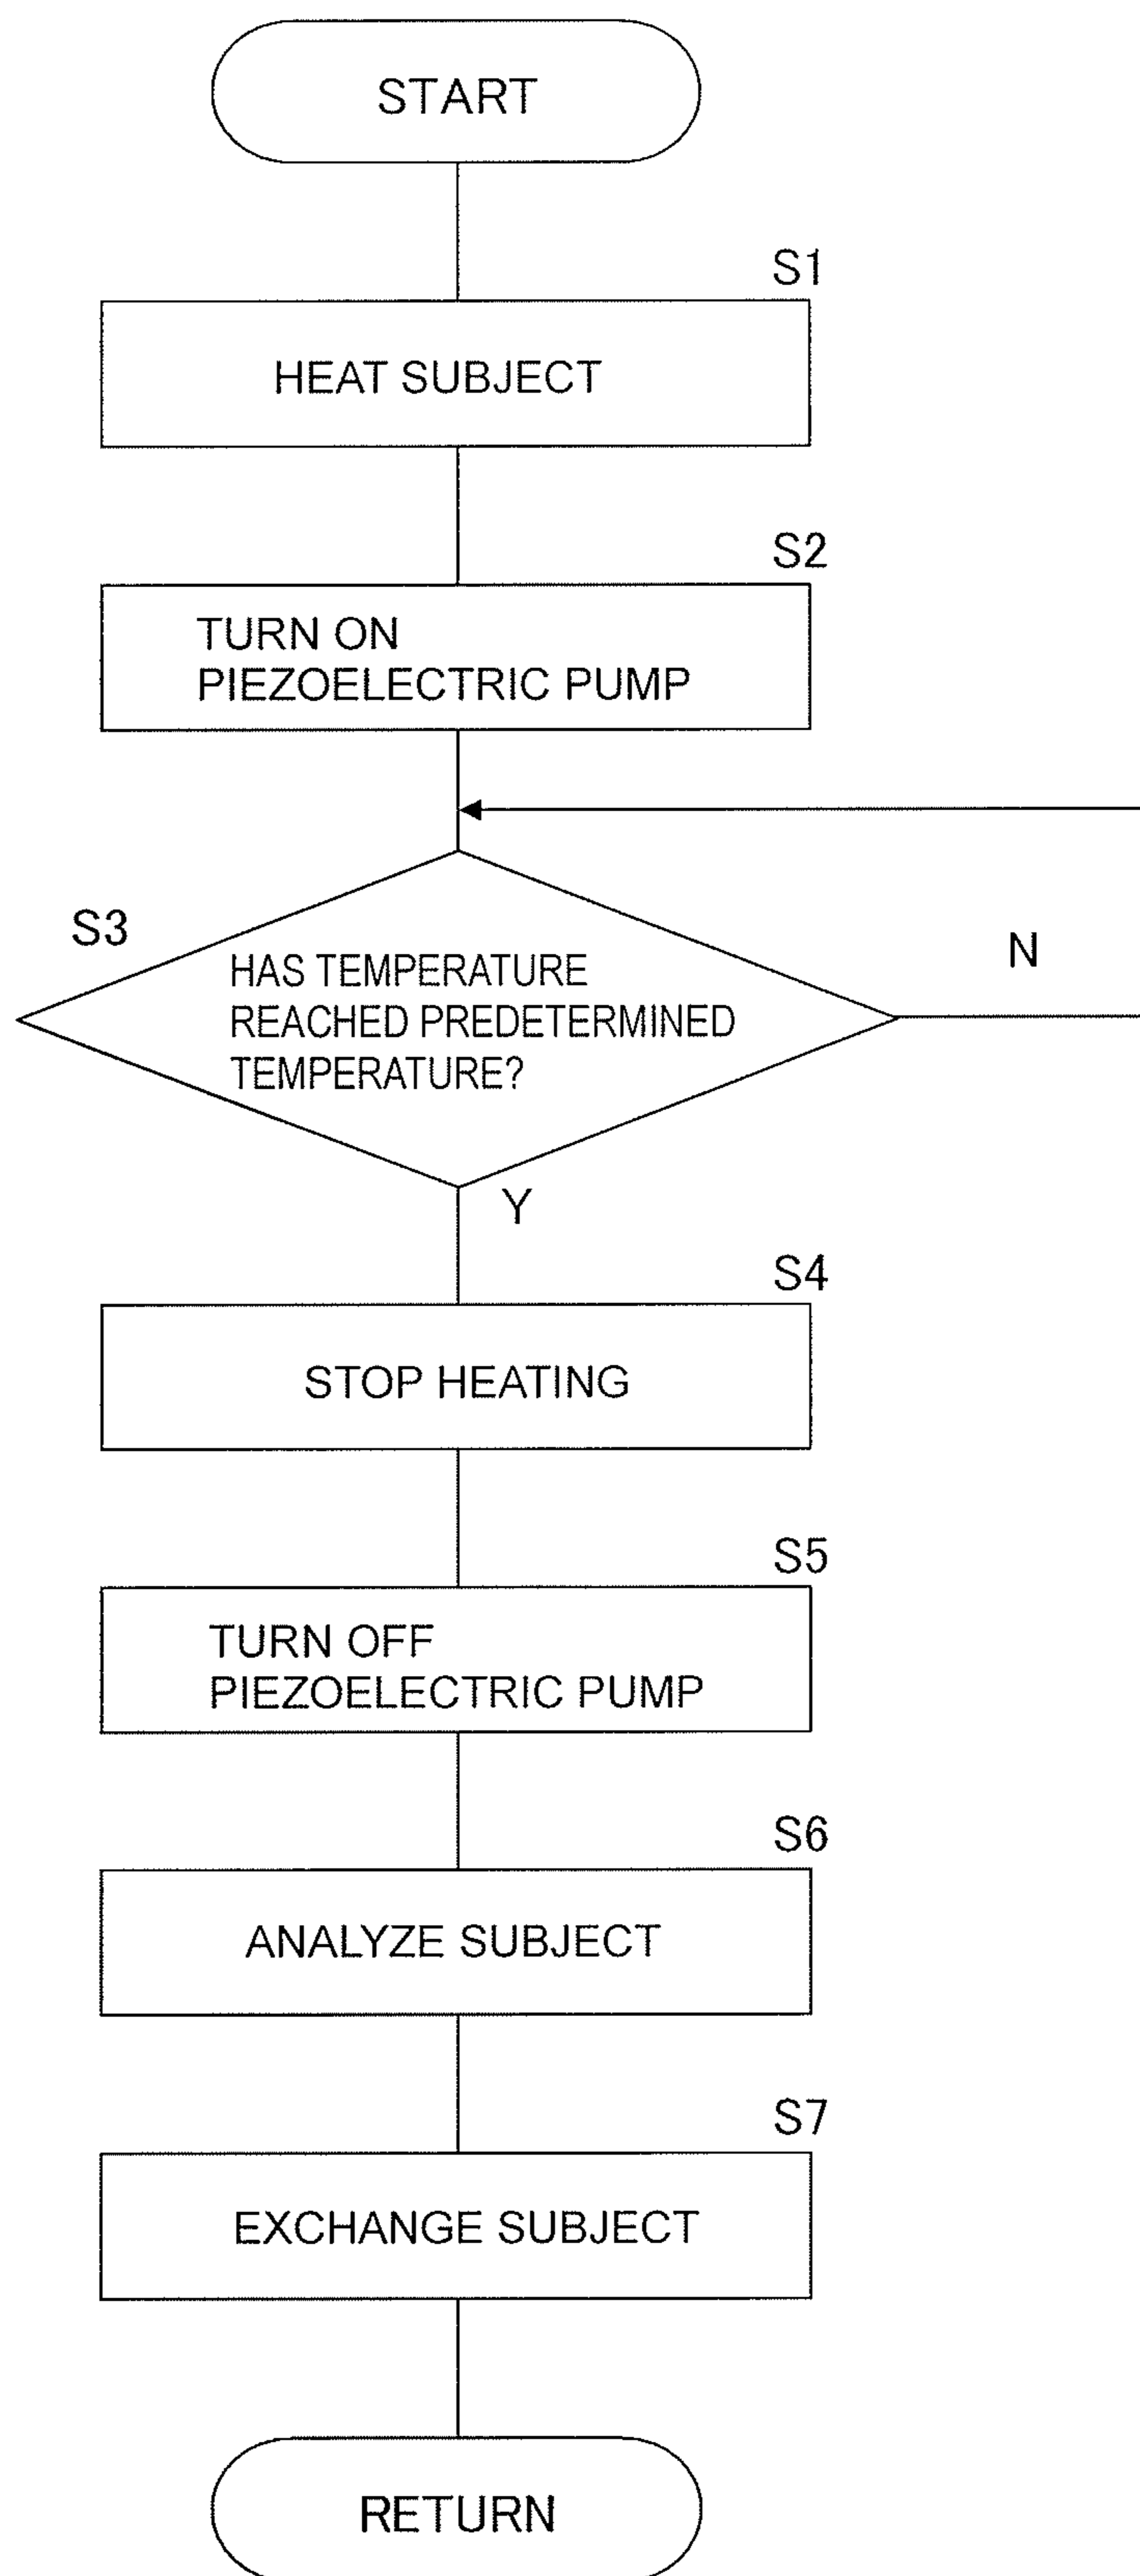 START
S1
HEAT SUBJECT
S2
TURN ON
PIEZOELECTRIC PUMP
S3
HAS TEMPERATURE
REACHED PREDETERMINED
TEMPERATURE?
N
Y
S4
STOP HEATING
S5
TURN OFF
PIEZOELECTRIC PUMP
S6
ANALYZE SUBJECT
S7
EXCHANGE SUBJECT
RETURN